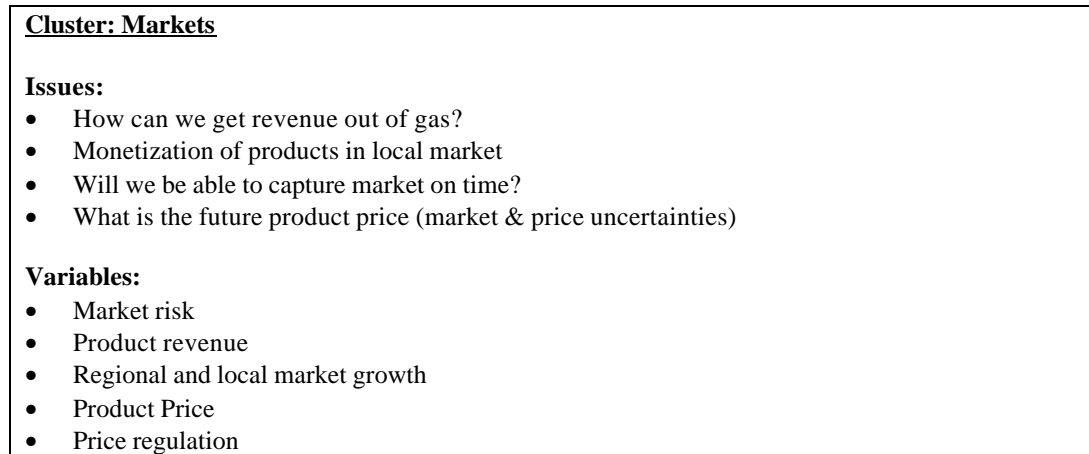 Cluster: Markets
Issues:
• How can we get revenue out of gas?
• Monetization of products in local market
• Will we be able to capture market on time?
• What is the future product price (market & price uncertainties)
Variables:
• Market risk
• Product revenue
• Regional and local market growth
• Product Price
• Price regulation